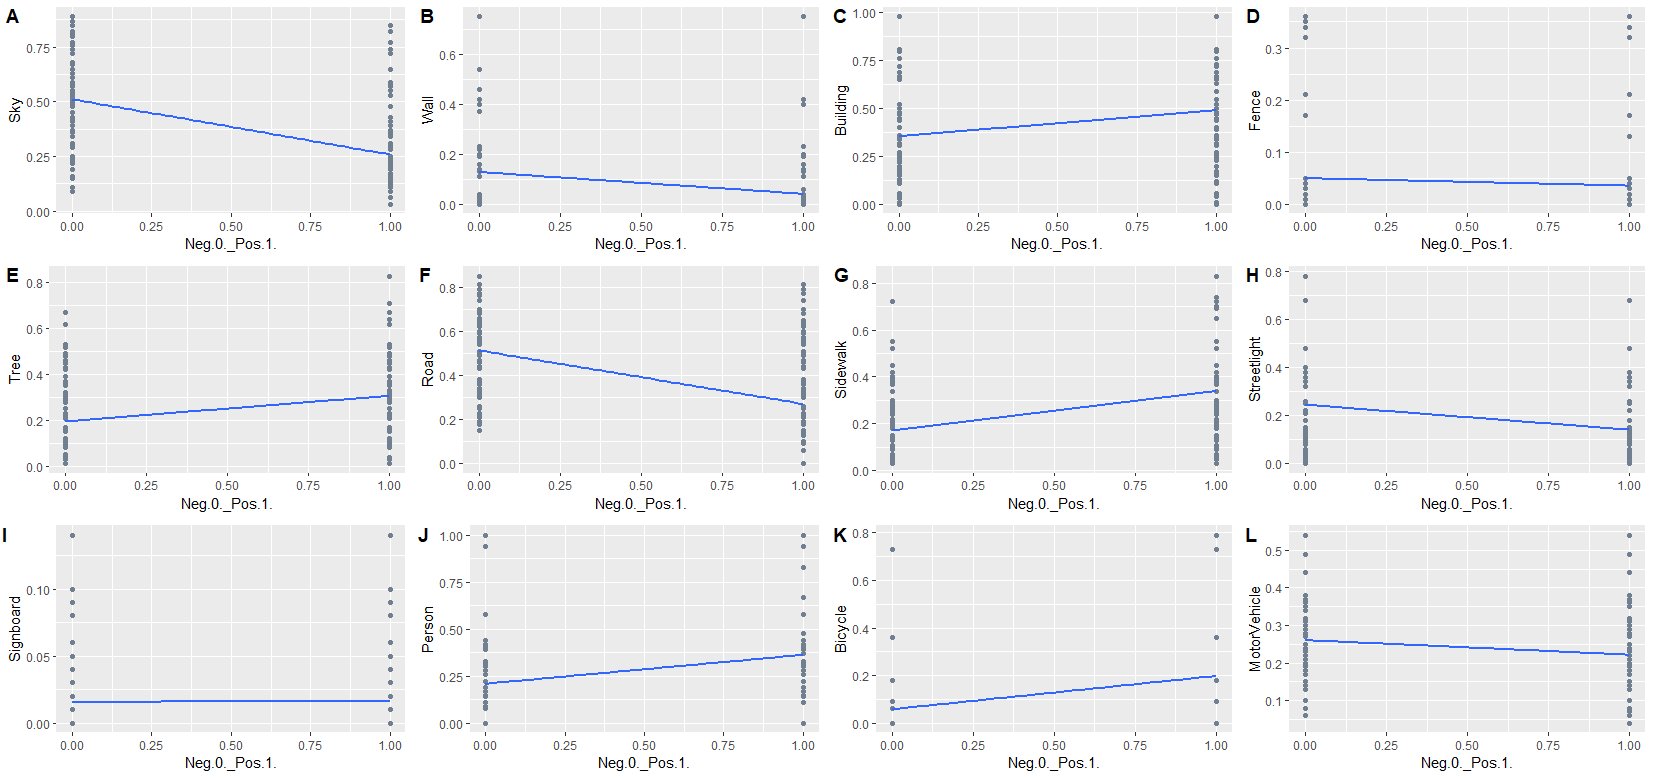 A
Sky
0.75
0.50
0.25
0.00
0.00 0.25 0.50 0.75 1.00
Neg.0._Pos.1.
B
Wall
0.6
0.4
0.2
0.0
0.00 0.25 0.50 0.75 1.00
Neg.0._Pos.1.
C
Building
1.00
0.75
0.50
0.25
0.00
0.00 0.25 0.50 0.75 1.00
Neg.0._Pos.1.
D
Fence
0.3
0.2
0.1
0.0
0.00 0.25 0.50 0.75 1.00
Neg.0._Pos.1.
E
Tree
0.8
0.6
0.4
0.2
0.0
0.00 0.25 0.50 0.75 1.00
Neg.0._Pos.1.
F
Road
0.8
0.6
0.4
0.2
0.0
0.00 0.25 0.50 0.75 1.00
Neg.0._Pos.1.
G
Sidewalk
0.8
0.6
0.4
0.2
0.0
0.00 0.25 0.50 0.75 1.00
Neg.0._Pos.1.
H
Streetlight
0.8
0.6
0.4
0.2
0.0
0.00 0.25 0.50 0.75 1.00
Neg.0._Pos.1.
I
Signboard
0.10
0.05
0.00
0.00 0.25 0.50 0.75 1.00
Neg.0._Pos.1.
J
Person
1.00
0.75
0.50
0.25
0.00
0.00 0.25 0.50 0.75 1.00
Neg.0._Pos.1.
K
Bicycle
0.8
0.6
0.4
0.2
0.0
0.00 0.25 0.50 0.75 1.00
Neg.0._Pos.1.
L
MotorVehicle
0.5
0.4
0.3
0.2
0.1
0.00 0.25 0.50 0.75 1.00
Neg.0._Pos.1.